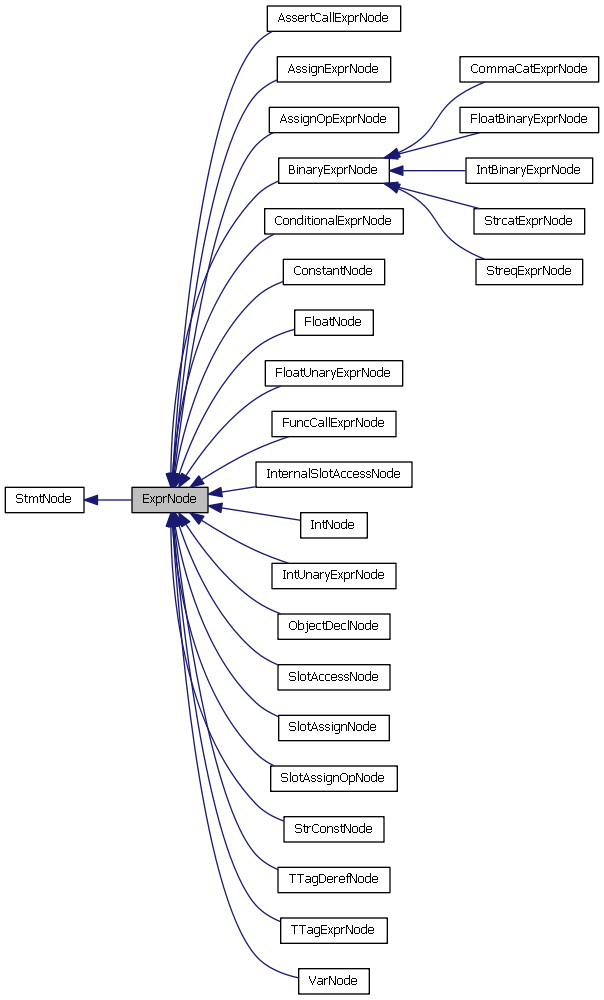 AssertCallExprNode
AssignExprNode
CommaCatExprNode
AssignOpExprNode
FloatBinaryExprNode
BinaryExprNode
IntBinaryExprNode
ConditionalExprNode
StrcatExprNode
ConstantNode
StreqExprNode
FloatNode
FloatUnaryExprNode
FuncCallExprNode
InternalSlotAccessNode
StmtNode
ExprNode
IntNode
IntUnaryExprNode
ObjectDeclNode
SlotAccessNode
SlotAssignNode
SlotAssignOpNode
StrConstNode
TTagDerefNode
TTagExprNode
VarNode